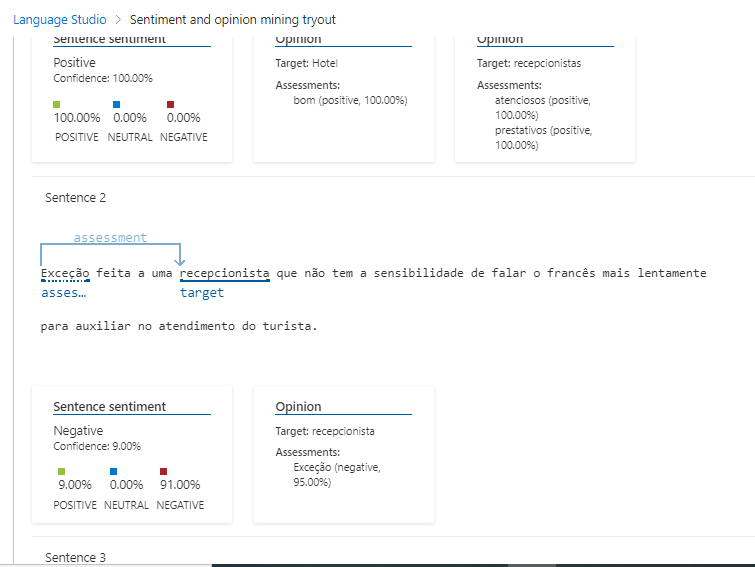 Language Studio > Sentiment and opinion mining tryout
Sentence sentiment
Opinion
Opinion
Positive
Confidence: 100.00%
100.00% 0.00% 0.00%
POSITIVE NEUTRAL NEGATIVE
Target: Hotel
Assessments:
bom (positive, 100.00%)
Target: recepcionistas
Assessments:
atenciosos (positive,
100.00%)
prestativos (positive,
100.00%)
Sentence 2
assessment
Exceção feita a uma recepcionista que não tem a sensibilidade de falar o francês mais lentamente
asses... target
para auxiliar no atendimento do turista.
Sentence sentiment
Negative
Confidence: 9.00%
9.00% 0.00% 91.00%
POSITIVE NEUTRAL NEGATIVE
Opinion
Target: recepcionista
Assessments:
Exceção (negative,
95.00%)
Sentence 3